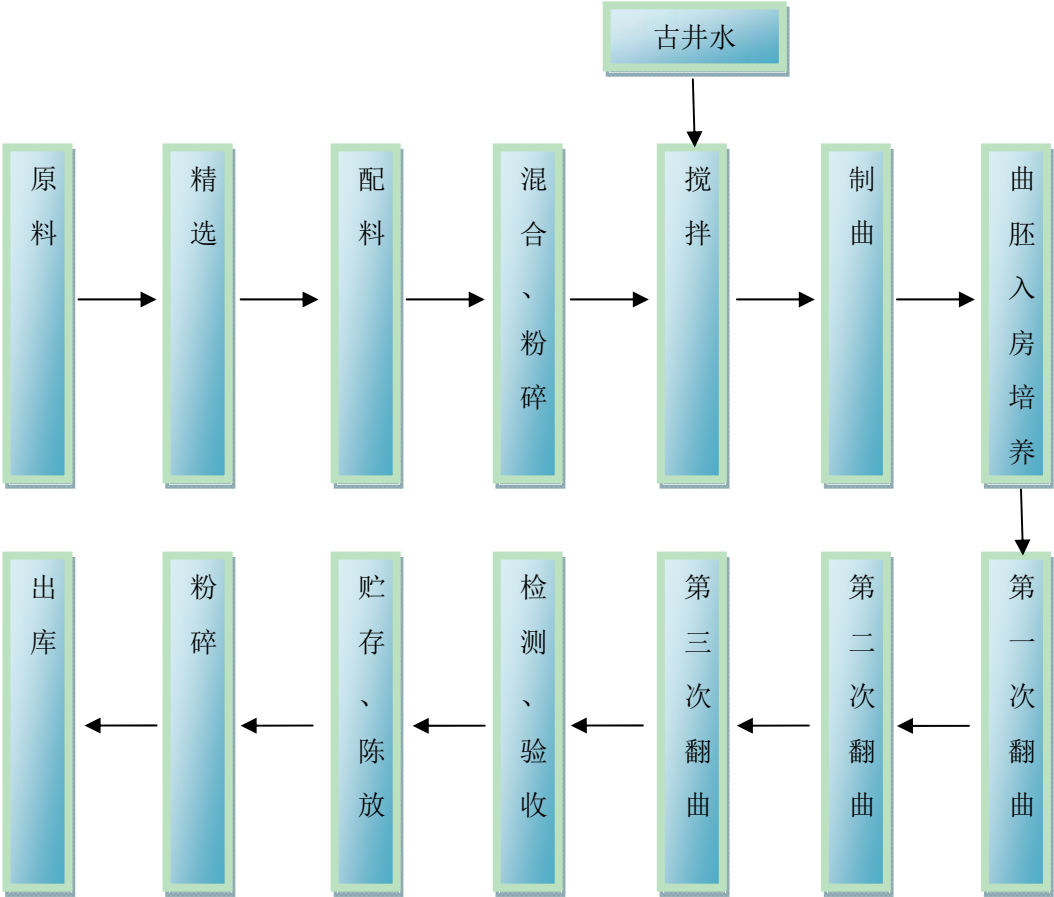 古井水
原料
精选
配料
混合、粉碎
搅拌
制曲
曲胚入房培养
第一次翻曲
第二次翻曲
第三次翻曲
检测、验收
贮存、陈放
粉碎
出库